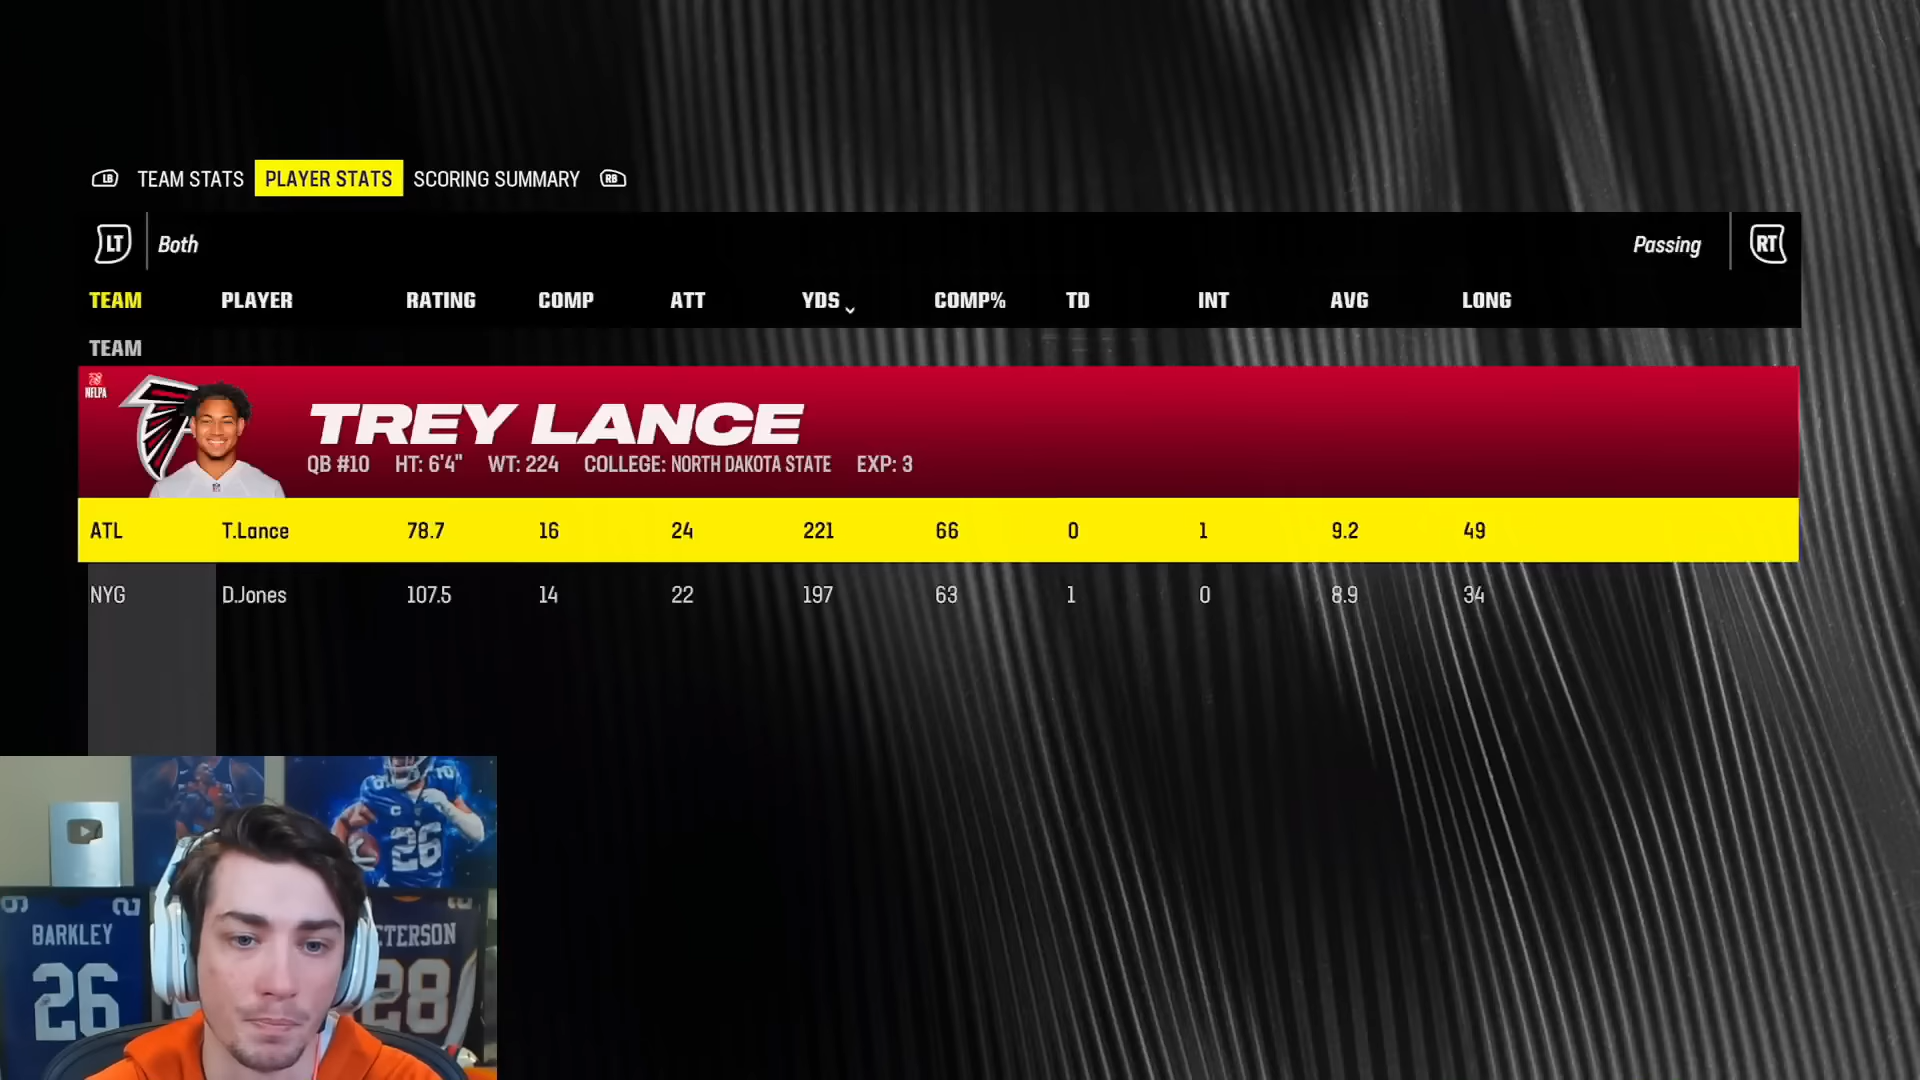 LB TEAM STATS PLAYER STATS SCORING SUMMARY RB
LT Both Passing RT
TEAM PLAYER RATING COMP ATT YDS COMP% TD INT AVG LONG
TEAM
NFLPA
TREY LANCE
QB #10 HT: 6'4" WT: 224 COLLEGE: NORTH DAKOTA STATE EXP: 3
ATL T.Lance 78.7 16 24 221 66 0 1 9.2 49
NYG D.Jones 107.5 14 22 197 63 1 0 8.9 34
26
BARKLEY
26
ETERSON
28